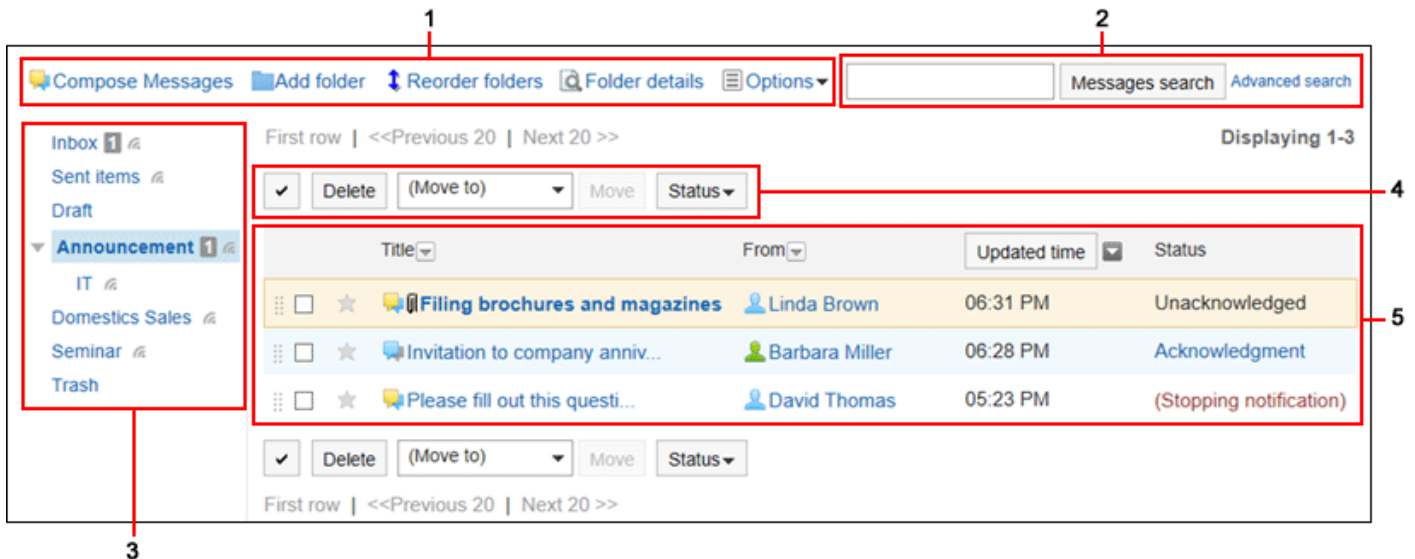 1
2
Compose Messages Add folder Reorder folders Folder details Options Messages search Advanced search
Inbox 1
Sent items
Draft
Announcement 1
IT
Domestics Sales
Seminar
Trash
3
First row | <<Previous 20 | Next 20 >> Displaying 1-3
Delete (Move to) Move Status
4
Title From Updated time Status
Filing brochures and magazines Linda Brown 06:31 PM Unacknowledged
5
Invitation to company anniv... Barbara Miller 06:28 PM Acknowledgment
Please fill out this questi... David Thomas 05:23 PM (Stopping notification)
Delete (Move to) Move Status
First row | <<Previous 20 | Next 20 >>